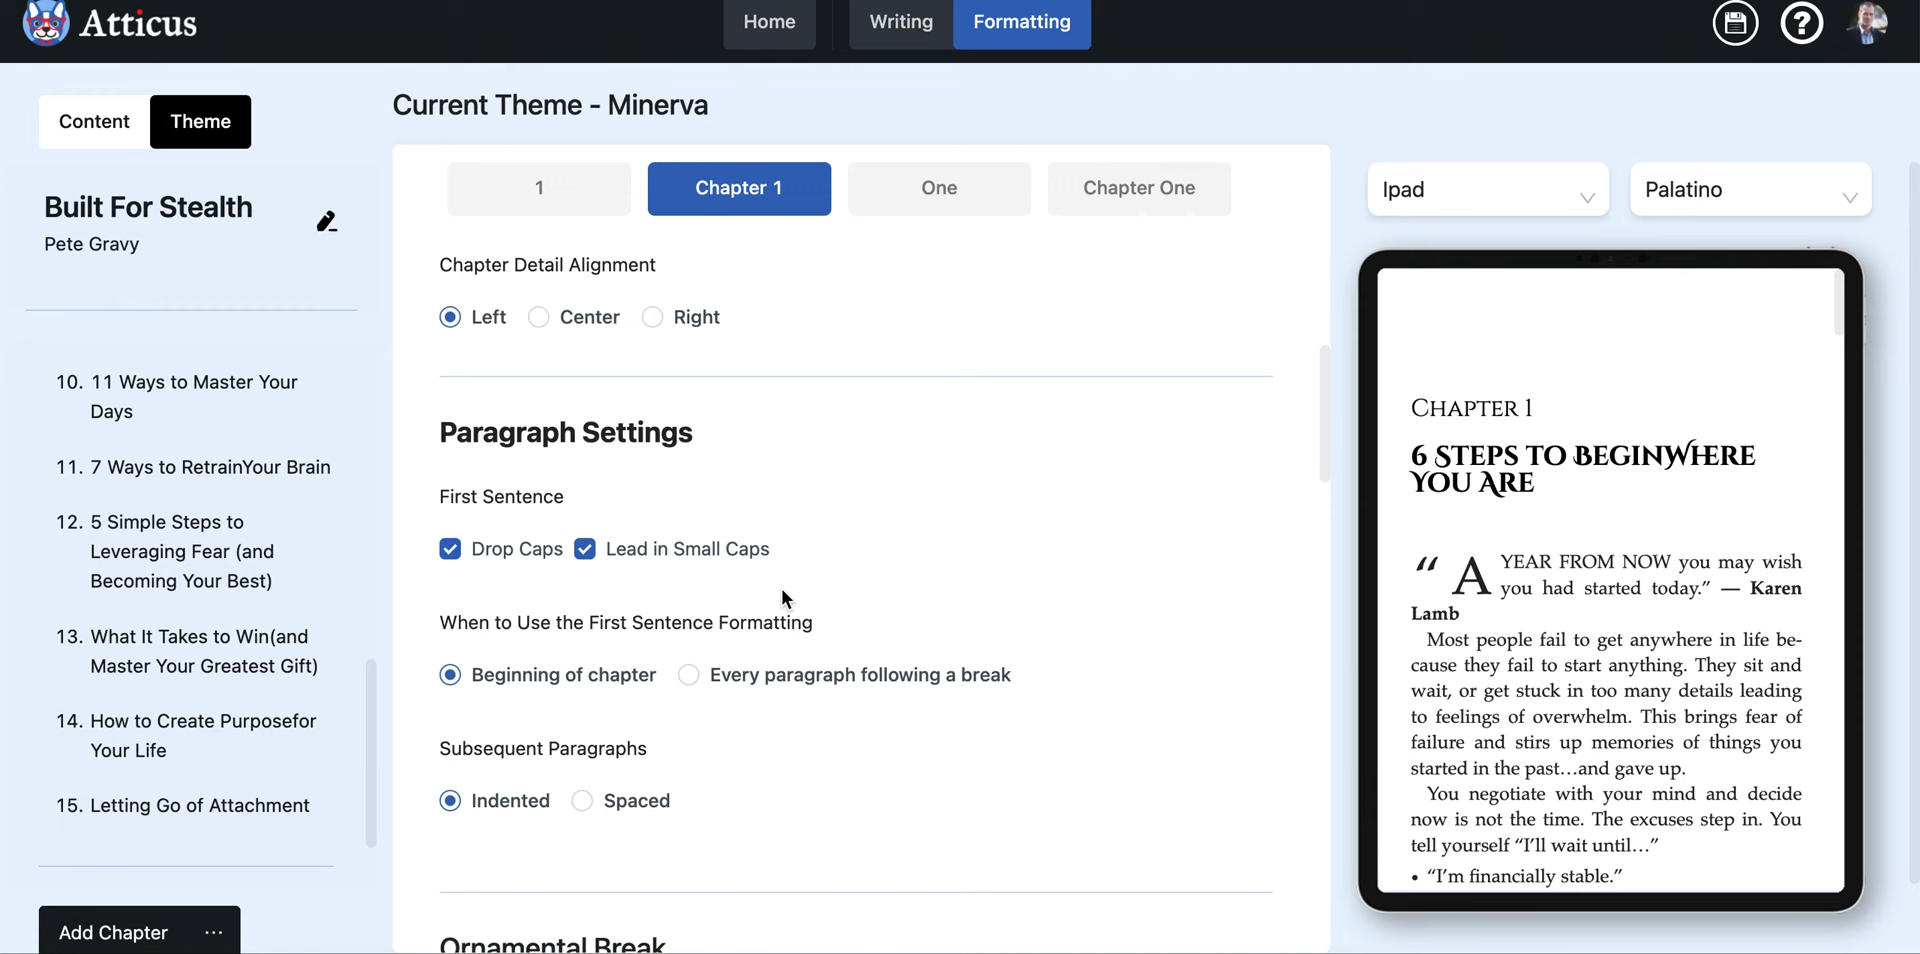 Atticus
Home
Writing
Formatting
Content
Theme
Built For Stealth
Pete Gravy
10. 11 Ways to Master Your
Days
11. 7 Ways to RetrainYour Brain
12. 5 Simple Steps to
Leveraging Fear (and
Becoming Your Best)
13. What It Takes to Win(and
Master Your Greatest Gift)
14. How to Create Purposefor
Your Life
15. Letting Go of Attachment
Add Chapter ...
Current Theme - Minerva
1
Chapter 1
One
Chapter One
Chapter Detail Alignment
Left
Center
Right
Paragraph Settings
First Sentence
Drop Caps
Lead in Small Caps
When to Use the First Sentence Formatting
Beginning of chapter
Every paragraph following a break
Subsequent Paragraphs
Indented
Spaced
Ornamental Break
Ipad
Palatino
CHAPTER 1
6 STEPS TO BEGINWHERE
YOU ARE
“A YEAR FROM NOW you may wish
you had started today.” — Karen
Lamb
Most people fail to get anywhere in life be-
cause they fail to start anything. They sit and
wait, or get stuck in too many details leading
to feelings of overwhelm. This brings fear of
failure and stirs up memories of things you
started in the past…and gave up.
You negotiate with your mind and decide
now is not the time. The excuses step in. You
tell yourself “I’ll wait until…”
• “I’m financially stable.”